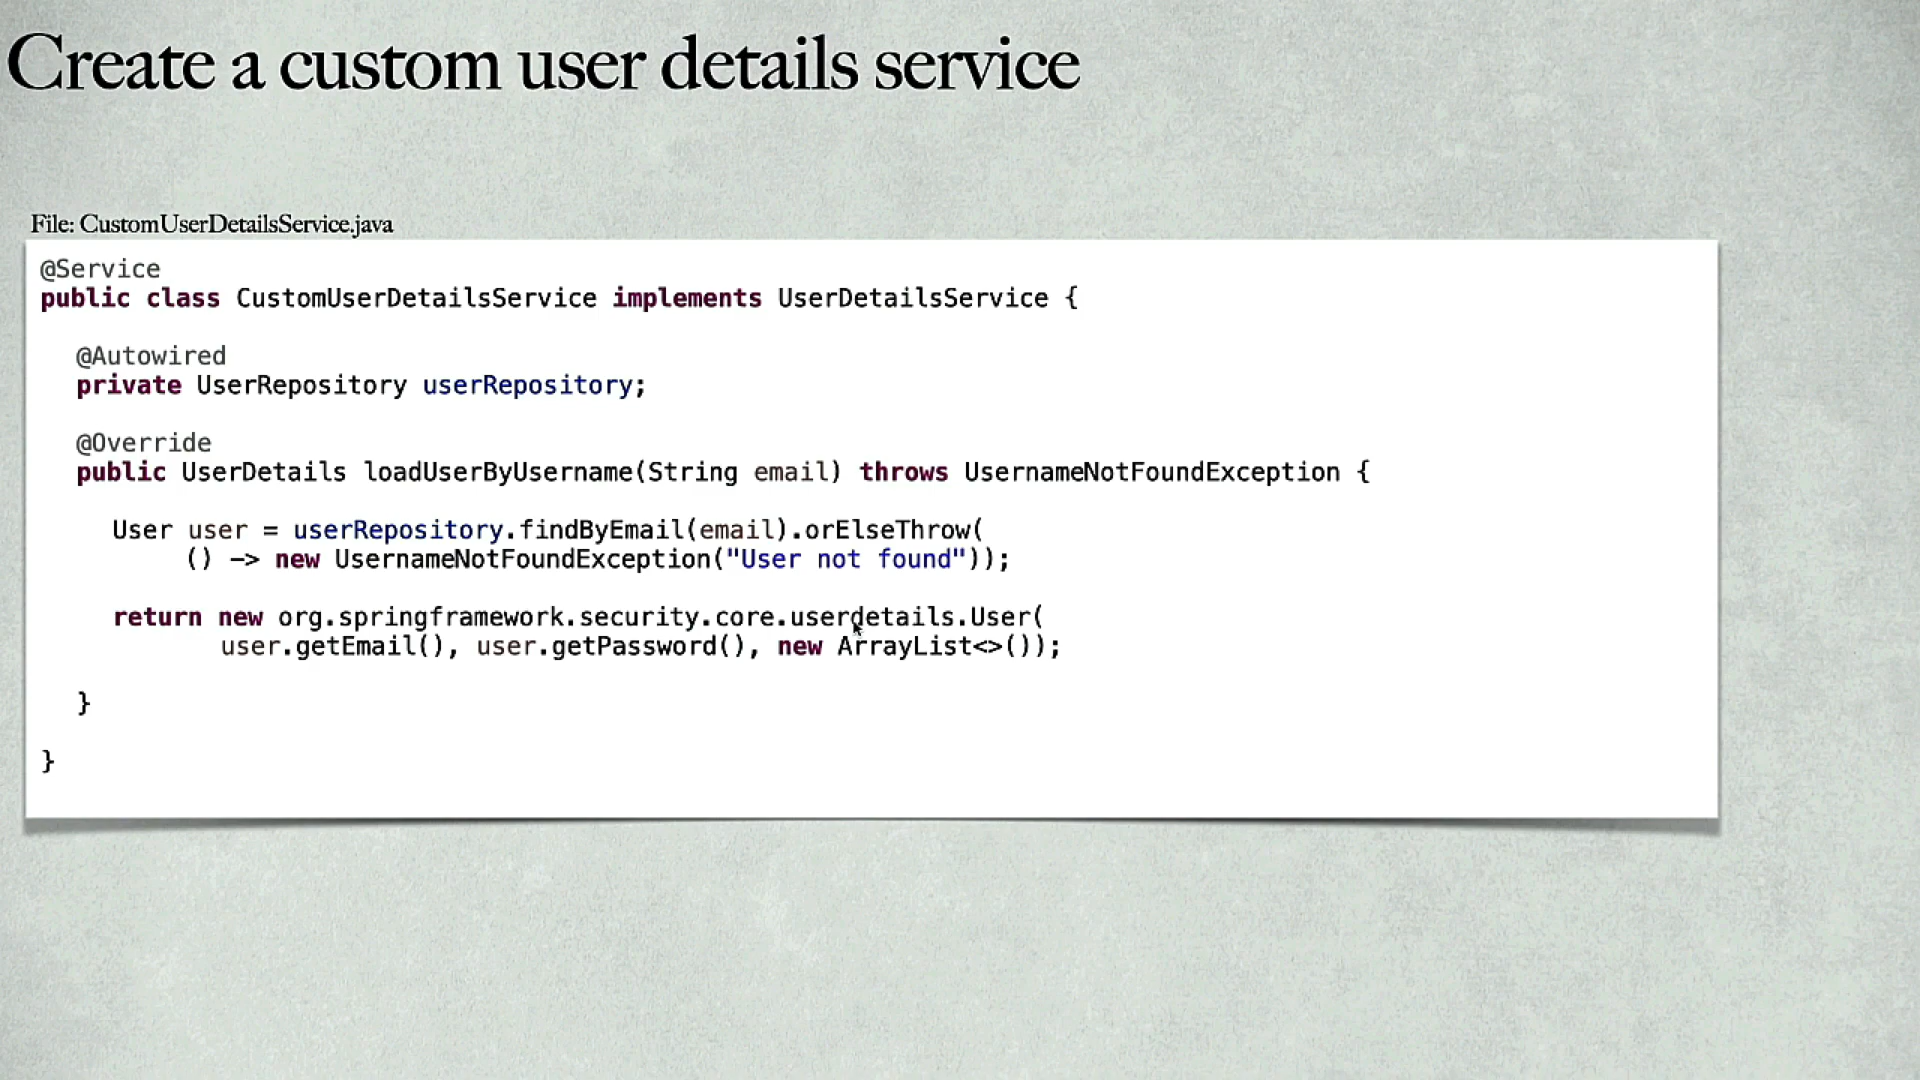 Create a custom user details service
File: CustomUserDetailsService.java
@Service
public class CustomUserDetailsService implements UserDetailsService {
@Autowired
private UserRepository userRepository;
@Override
public UserDetails loadUserByUsername(String email) throws UsernameNotFoundException {
User user = userRepository.findByEmail(email).orElseThrow(
() -> new UsernameNotFoundException("User not found"));
return new org.springframework.security.core.userdetails.User(
user.getEmail(), user.getPassword(), new ArrayList<>());
}
}